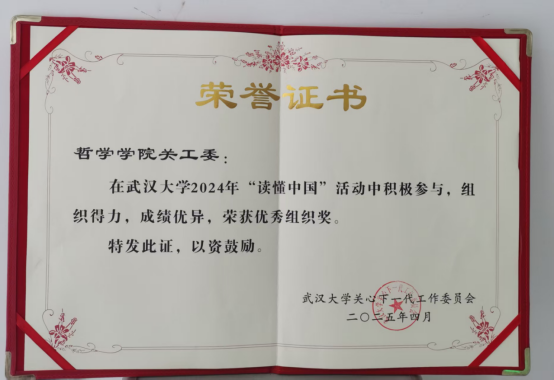 荣誉证书
哲学学院关工委：
在武汉大学2024年“读懂中国”活动中积极参与，组
织得力，成绩优异，荣获优秀组织奖。
特发此证，以资鼓励。
武汉大学关心下一代工作委员会
二〇二五年四月